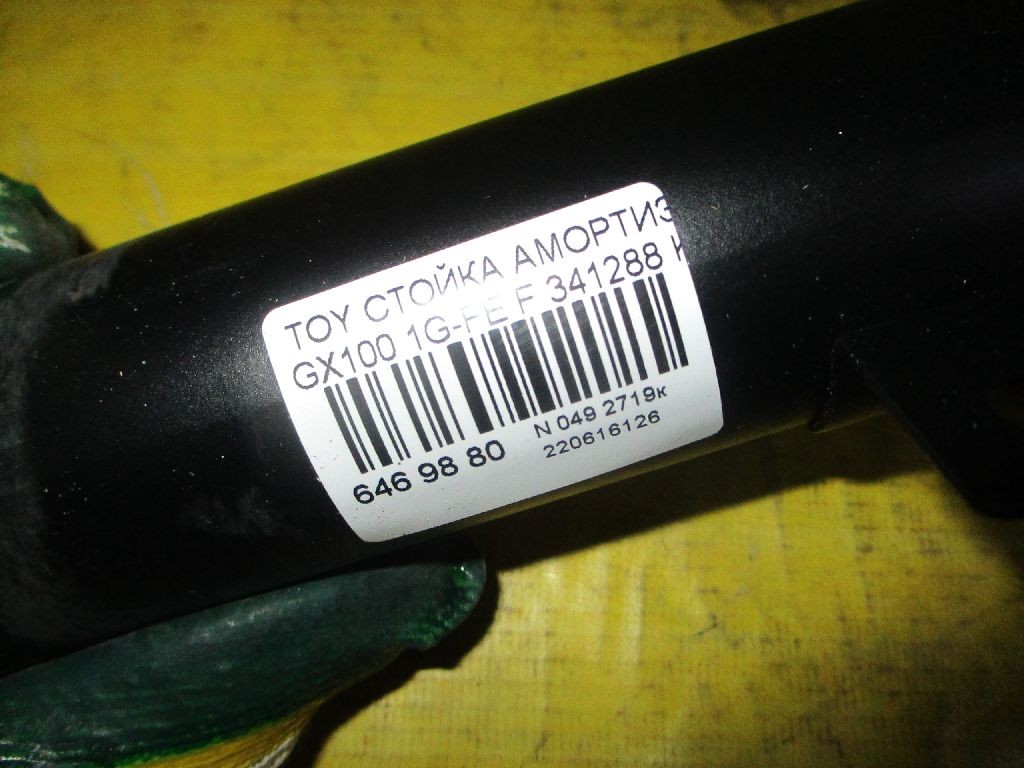 TOY СТОЙКА АМОРТИЗ
GX100 1G-FE F 341288
646 98 80
N 049 2719к
220616126